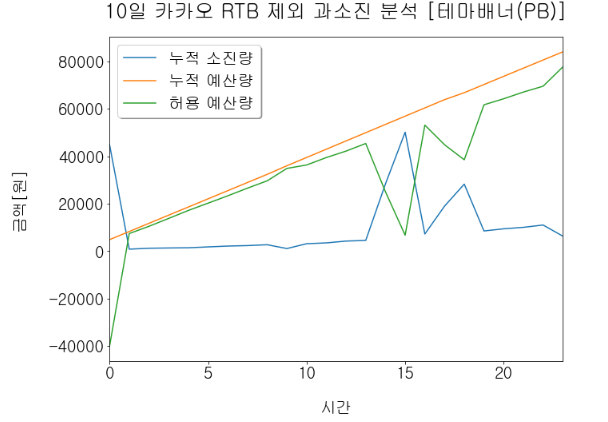 10일 카카오 RTB 제외 과소진 분석 [테마배너(PB)]
누적 소진량
누적 예산량
허용 예산량
80000
60000
40000
20000
0
−20000
−40000
금액[원]
0 5 10 15 20
시간